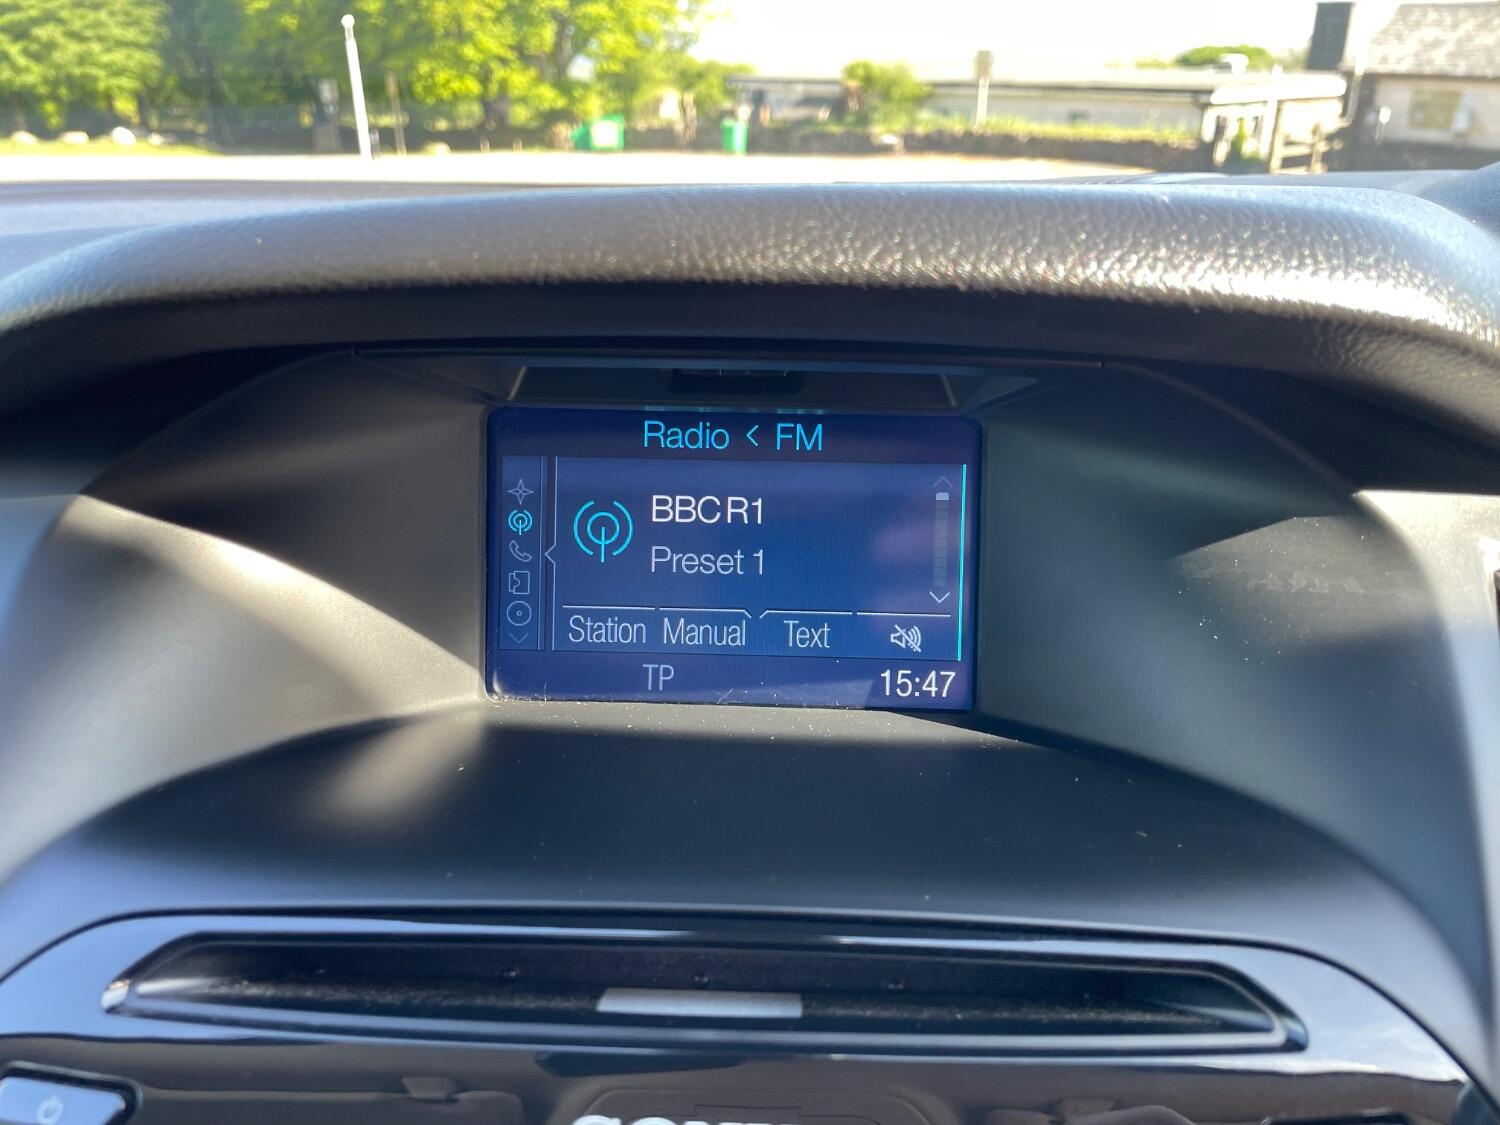 Radio < FM
BBC R1
Preset 1
Station Manual Text
TP 15:47